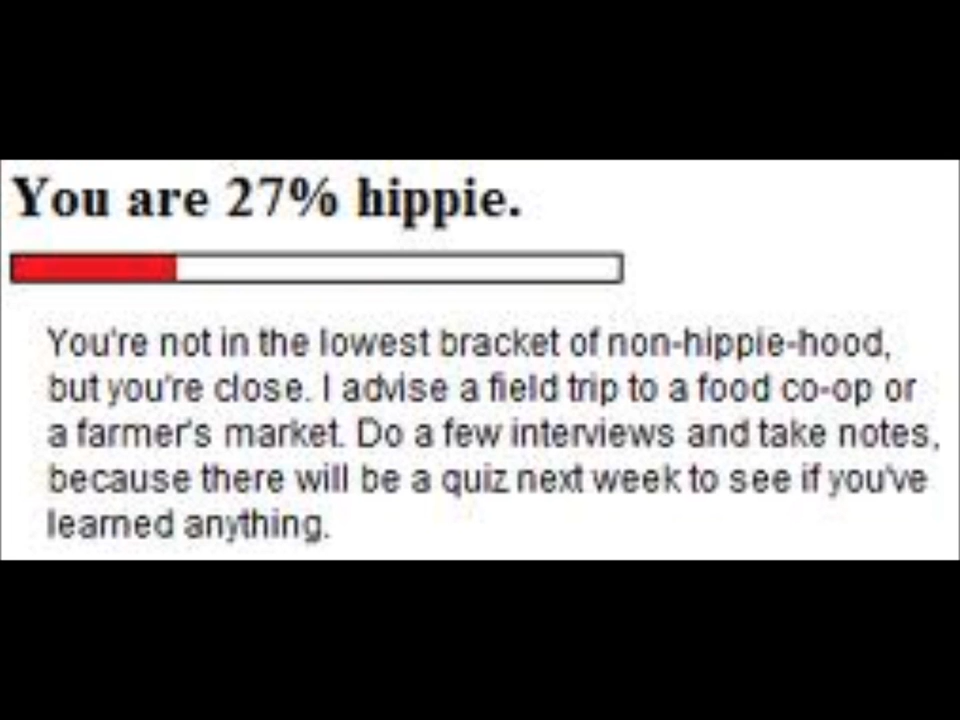 You are 27% hippie.
You're not in the lowest bracket of non-hippie-hood,
but you're close. I advise a field trip to a food co-op or
a farmer's market. Do a few interviews and take notes,
because there will be a quiz next week to see if you've
learned anything.